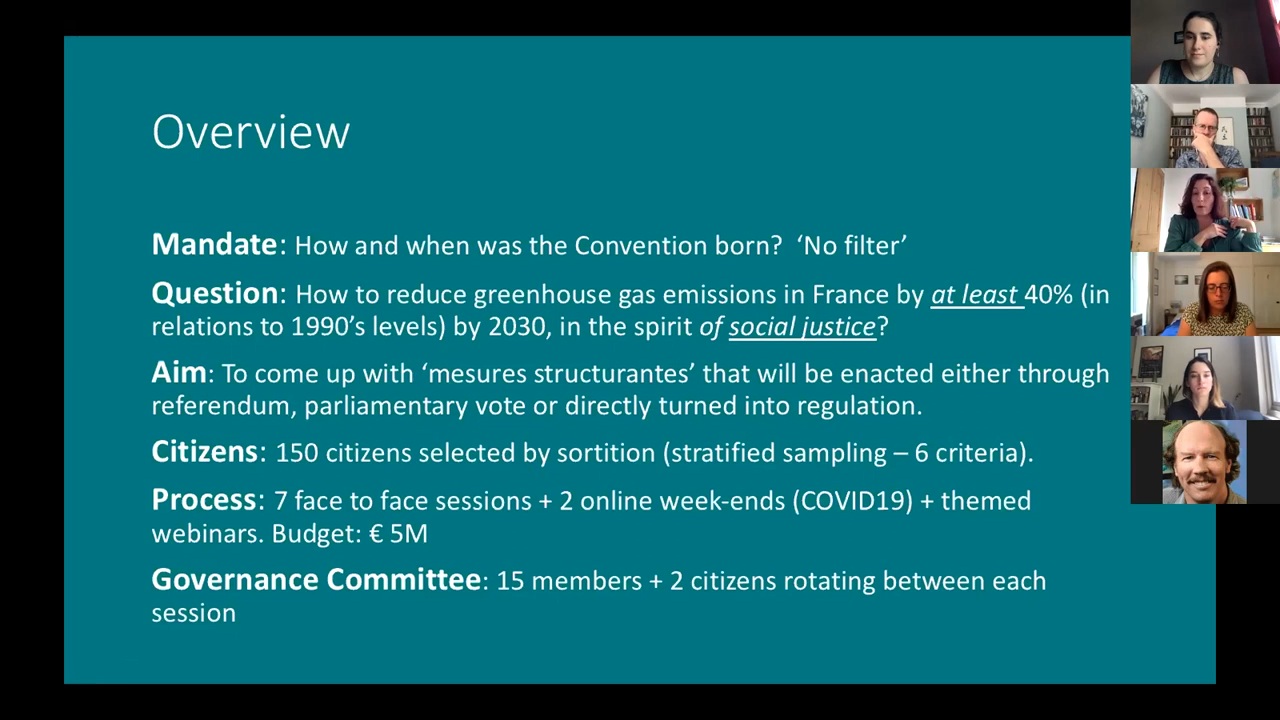 Overview
Mandate: How and when was the Convention born? ‘No filter’
Question: How to reduce greenhouse gas emissions in France by at least 40% (in
relations to 1990’s levels) by 2030, in the spirit of social justice?
Aim: To come up with ‘mesures structurantes’ that will be enacted either through
referendum, parliamentary vote or directly turned into regulation.
Citizens: 150 citizens selected by sortition (stratified sampling – 6 criteria).
Process: 7 face to face sessions + 2 online week-ends (COVID19) + themed
webinars. Budget: € 5M
Governance Committee: 15 members + 2 citizens rotating between each
session